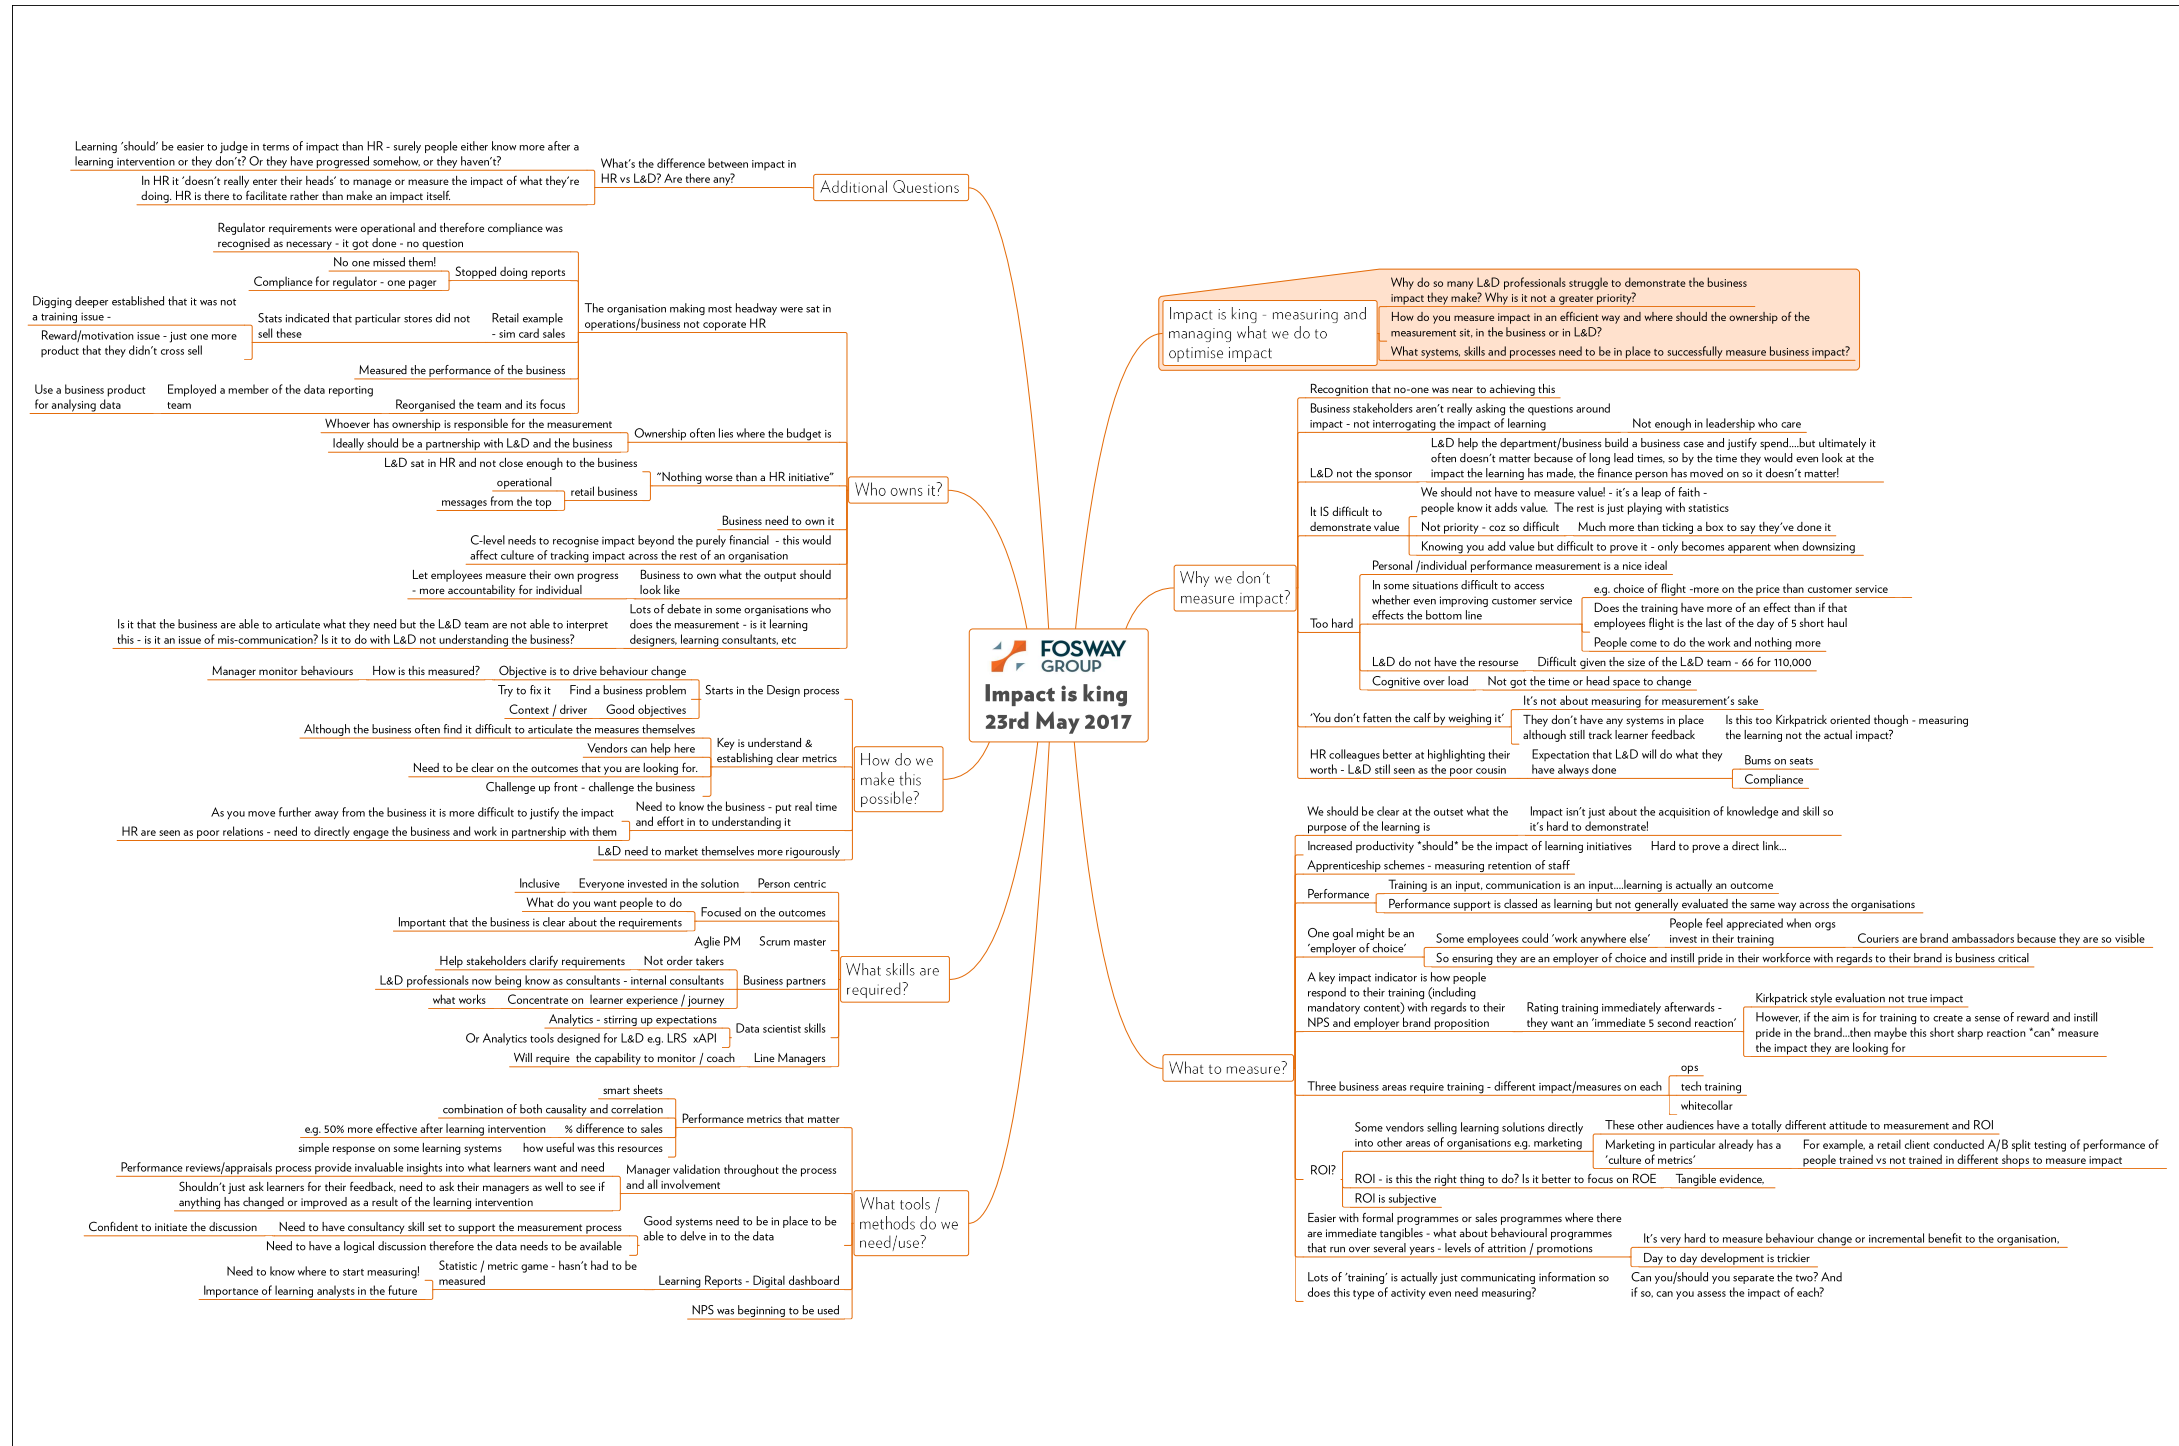 FOSWAY
GROUP
Impact is king
23rd May 2017
Impact is king - measuring and
managing what we do to
optimise impact
Why do so many L&D professionals struggle to demonstrate the business
impact they make? Why is it not a greater priority?
How do you measure impact in an efficient way and where should the ownership of the
measurement sit, in the business or in L&D?
What systems, skills and processes need to be in place to successfully measure business impact?
Why we don't
measure impact?
Recognition that no-one was near to achieving this
Business stakeholders aren't really asking the questions around
impact - not interrogating the impact of learning
Not enough in leadership who care
L&D not the sponsor
L&D help the department/business build a business case and justify spend....but ultimately it
often doesn't matter because of long lead times, so by the time they would even look at the
impact the learning has made, the finance person has moved on so it doesn't matter!
It IS difficult to
demonstrate value
We should not have to measure value! - it's a leap of faith -
people know it adds value.  The rest is just playing with statistics
Not priority - coz so difficult
Much more than ticking a box to say they've done it
Knowing you add value but difficult to prove it - only becomes apparent when downsizing
Too hard
Personal /individual performance measurement is a nice ideal
In some situations difficult to access
whether even improving customer service
effects the bottom line
e.g. choice of flight -more on the price than customer service
Does the training have more of an effect than if that
employees flight is the last of the day of 5 short haul
People come to do the work and nothing more
L&D do not have the resourse
Difficult given the size of the L&D team - 66 for 110,000
Cognitive over load
Not got the time or head space to change
'You don't fatten the calf by weighing it'
It's not about measuring for measurement's sake
They don't have any systems in place
although still track learner feedback
Is this too Kirkpatrick oriented though - measuring
the learning not the actual impact?
HR colleagues better at highlighting their
worth - L&D still seen as the poor cousin
Expectation that L&D will do what they
have always done
Bums on seats
Compliance
What to measure?
We should be clear at the outset what the
purpose of the learning is
Impact isn't just about the acquisition of knowledge and skill so
it's hard to demonstrate!
Increased productivity *should* be the impact of learning initiatives
Hard to prove a direct link...
Apprenticeship schemes - measuring retention of staff
Performance
Training is an input, communication is an input....learning is actually an outcome
Performance support is classed as learning but not generally evaluated the same way across the organisations
One goal might be an
'employer of choice'
Some employees could 'work anywhere else'
People feel appreciated when orgs
invest in their training
Couriers are brand ambassadors because they are so visible
So ensuring they are an employer of choice and instill pride in their workforce with regards to their brand is business critical
A key impact indicator is how people
respond to their training (including
mandatory content) with regards to their
NPS and employer brand proposition
Rating training immediately afterwards -
they want an 'immediate 5 second reaction'
Kirkpatrick style evaluation not true impact
However, if the aim is for training to create a sense of reward and instill
pride in the brand...then maybe this short sharp reaction *can* measure
the impact they are looking for
Three business areas require training - different impact/measures on each
ops
tech training
whitecollar
ROI?
Some vendors selling learning solutions directly
into other areas of organisations e.g. marketing
These other audiences have a totally different attitude to measurement and ROI
Marketing in particular already has a
'culture of metrics'
For example, a retail client conducted A/B split testing of performance of
people trained vs not trained in different shops to measure impact
ROI - is this the right thing to do? Is it better to focus on ROE
Tangible evidence,
ROI is subjective
Easier with formal programmes or sales programmes where there
are immediate tangibles - what about behavioural programmes
that run over several years - levels of attrition / promotions
It's very hard to measure behaviour change or incremental benefit to the organisation,
Day to day development is trickier
Lots of 'training' is actually just communicating information so
does this type of activity even need measuring?
Can you/should you separate the two? And
if so, can you assess the impact of each?
Additional Questions
What's the difference between impact in
HR vs L&D? Are there any?
Learning 'should' be easier to judge in terms of impact than HR - surely people either know more after a
learning intervention or they don't? Or they have progressed somehow, or they haven't?
In HR it 'doesn't really enter their heads' to manage or measure the impact of what they're
doing. HR is there to facilitate rather than make an impact itself.
Who owns it?
The organisation making most headway were sat in
operations/business not coporate HR
Regulator requirements were operational and therefore compliance was
recognised as necessary - it got done - no question
Stopped doing reports
No one missed them!
Compliance for regulator - one pager
Retail example
- sim card sales
Stats indicated that particular stores did not
sell these
Digging deeper established that it was not
a training issue -
Reward/motivation issue - just one more
product that they didn't cross sell
Measured the performance of the business
Reorganised the team and its focus
Employed a member of the data reporting
team
Use a business product
for analysing data
Ownership often lies where the budget is
Whoever has ownership is responsible for the measurement
Ideally should be a partnership with L&D and the business
"Nothing worse than a HR initiative"
L&D sat in HR and not close enough to the business
retail business
operational
messages from the top
Business need to own it
C-level needs to recognise impact beyond the purely financial  - this would
affect culture of tracking impact across the rest of an organisation
Business to own what the output should
look like
Let employees measure their own progress
- more accountability for individual
Lots of debate in some organisations who
does the measurement - is it learning
designers, learning consultants, etc
Is it that the business are able to articulate what they need but the L&D team are not able to interpret
this - is it an issue of mis-communication? Is it to do with L&D not understanding the business?
How do we
make this
possible?
Starts in the Design process
Objective is to drive behaviour change
How is this measured?
Manager monitor behaviours
Find a business problem
Try to fix it
Good objectives
Context / driver
Key is understand &
establishing clear metrics
Although the business often find it difficult to articulate the measures themselves
Vendors can help here
Need to be clear on the outcomes that you are looking for.
Challenge up front - challenge the business
Need to know the business - put real time
and effort in to understanding it
As you move further away from the business it is more difficult to justify the impact
HR are seen as poor relations - need to directly engage the business and work in partnership with them
L&D need to market themselves more rigourously
What skills are
required?
Person centric
Everyone invested in the solution
Inclusive
Focused on the outcomes
What do you want people to do
Important that the business is clear about the requirements
Scrum master
Aglie PM
Business partners
Not order takers
Help stakeholders clarify requirements
L&D professionals now being know as consultants - internal consultants
Concentrate on  learner experience / journey
what works
Data scientist skills
Analytics - stirring up expectations
Or Analytics tools designed for L&D e.g. LRS  xAPI
Line Managers
Will require  the capability to monitor / coach
What tools /
methods do we
need/use?
Performance metrics that matter
smart sheets
combination of both causality and correlation
% difference to sales
e.g. 50% more effective after learning intervention
how useful was this resources
simple response on some learning systems
Manager validation throughout the process
and all involvement
Performance reviews/appraisals process provide invaluable insights into what learners want and need
Shouldn't just ask learners for their feedback, need to ask their managers as well to see if
anything has changed or improved as a result of the learning intervention
Good systems need to be in place to be
able to delve in to the data
Need to have consultancy skill set to support the measurement process
Confident to initiate the discussion
Need to have a logical discussion therefore the data needs to be available
Learning Reports - Digital dashboard
Statistic / metric game - hasn't had to be
measured
Need to know where to start measuring!
Importance of learning analysts in the future
NPS was beginning to be used